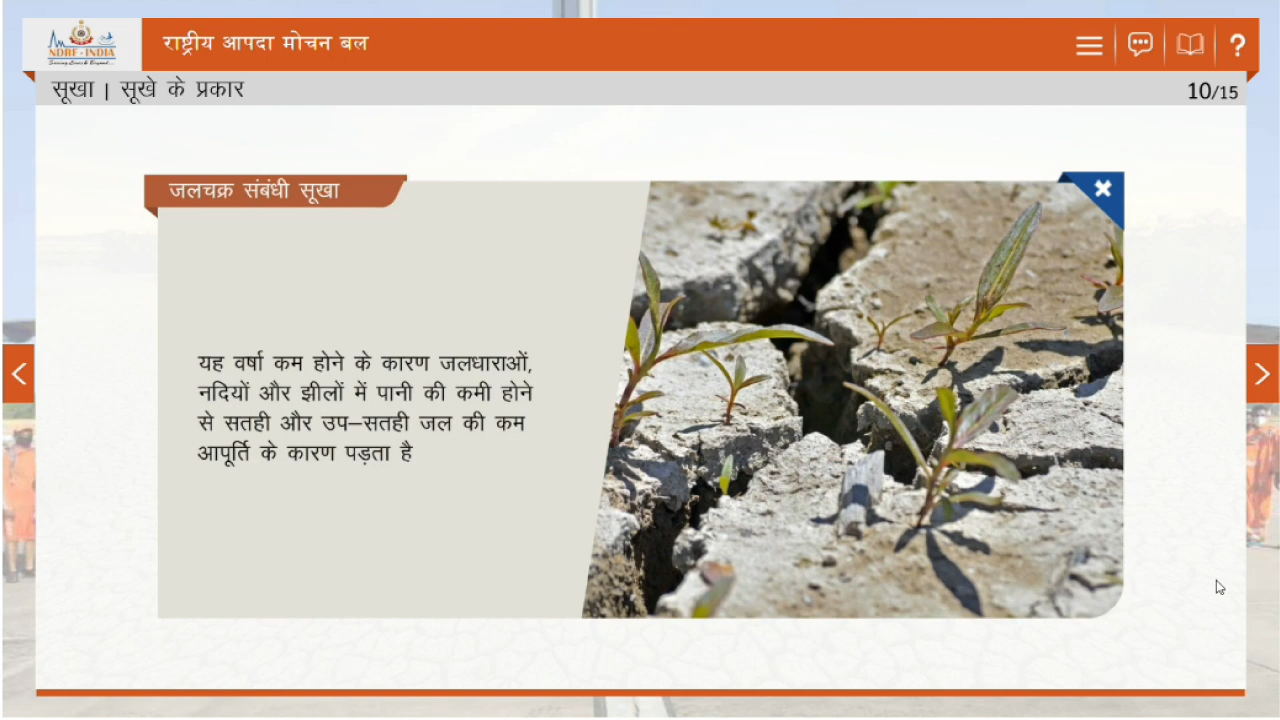 NDRF - INDIA
राष्ट्रीय आपदा मोचन बल
?
सूखा | सूखे के प्रकार
10/15
जलचक्र संबंधी सूखा
यह वर्षा कम होने के कारण जलधाराओं,
नदियों और झीलों में पानी की कमी होने
से सतही और उप–सतही जल की कम
आपूर्ति के कारण पड़ता है